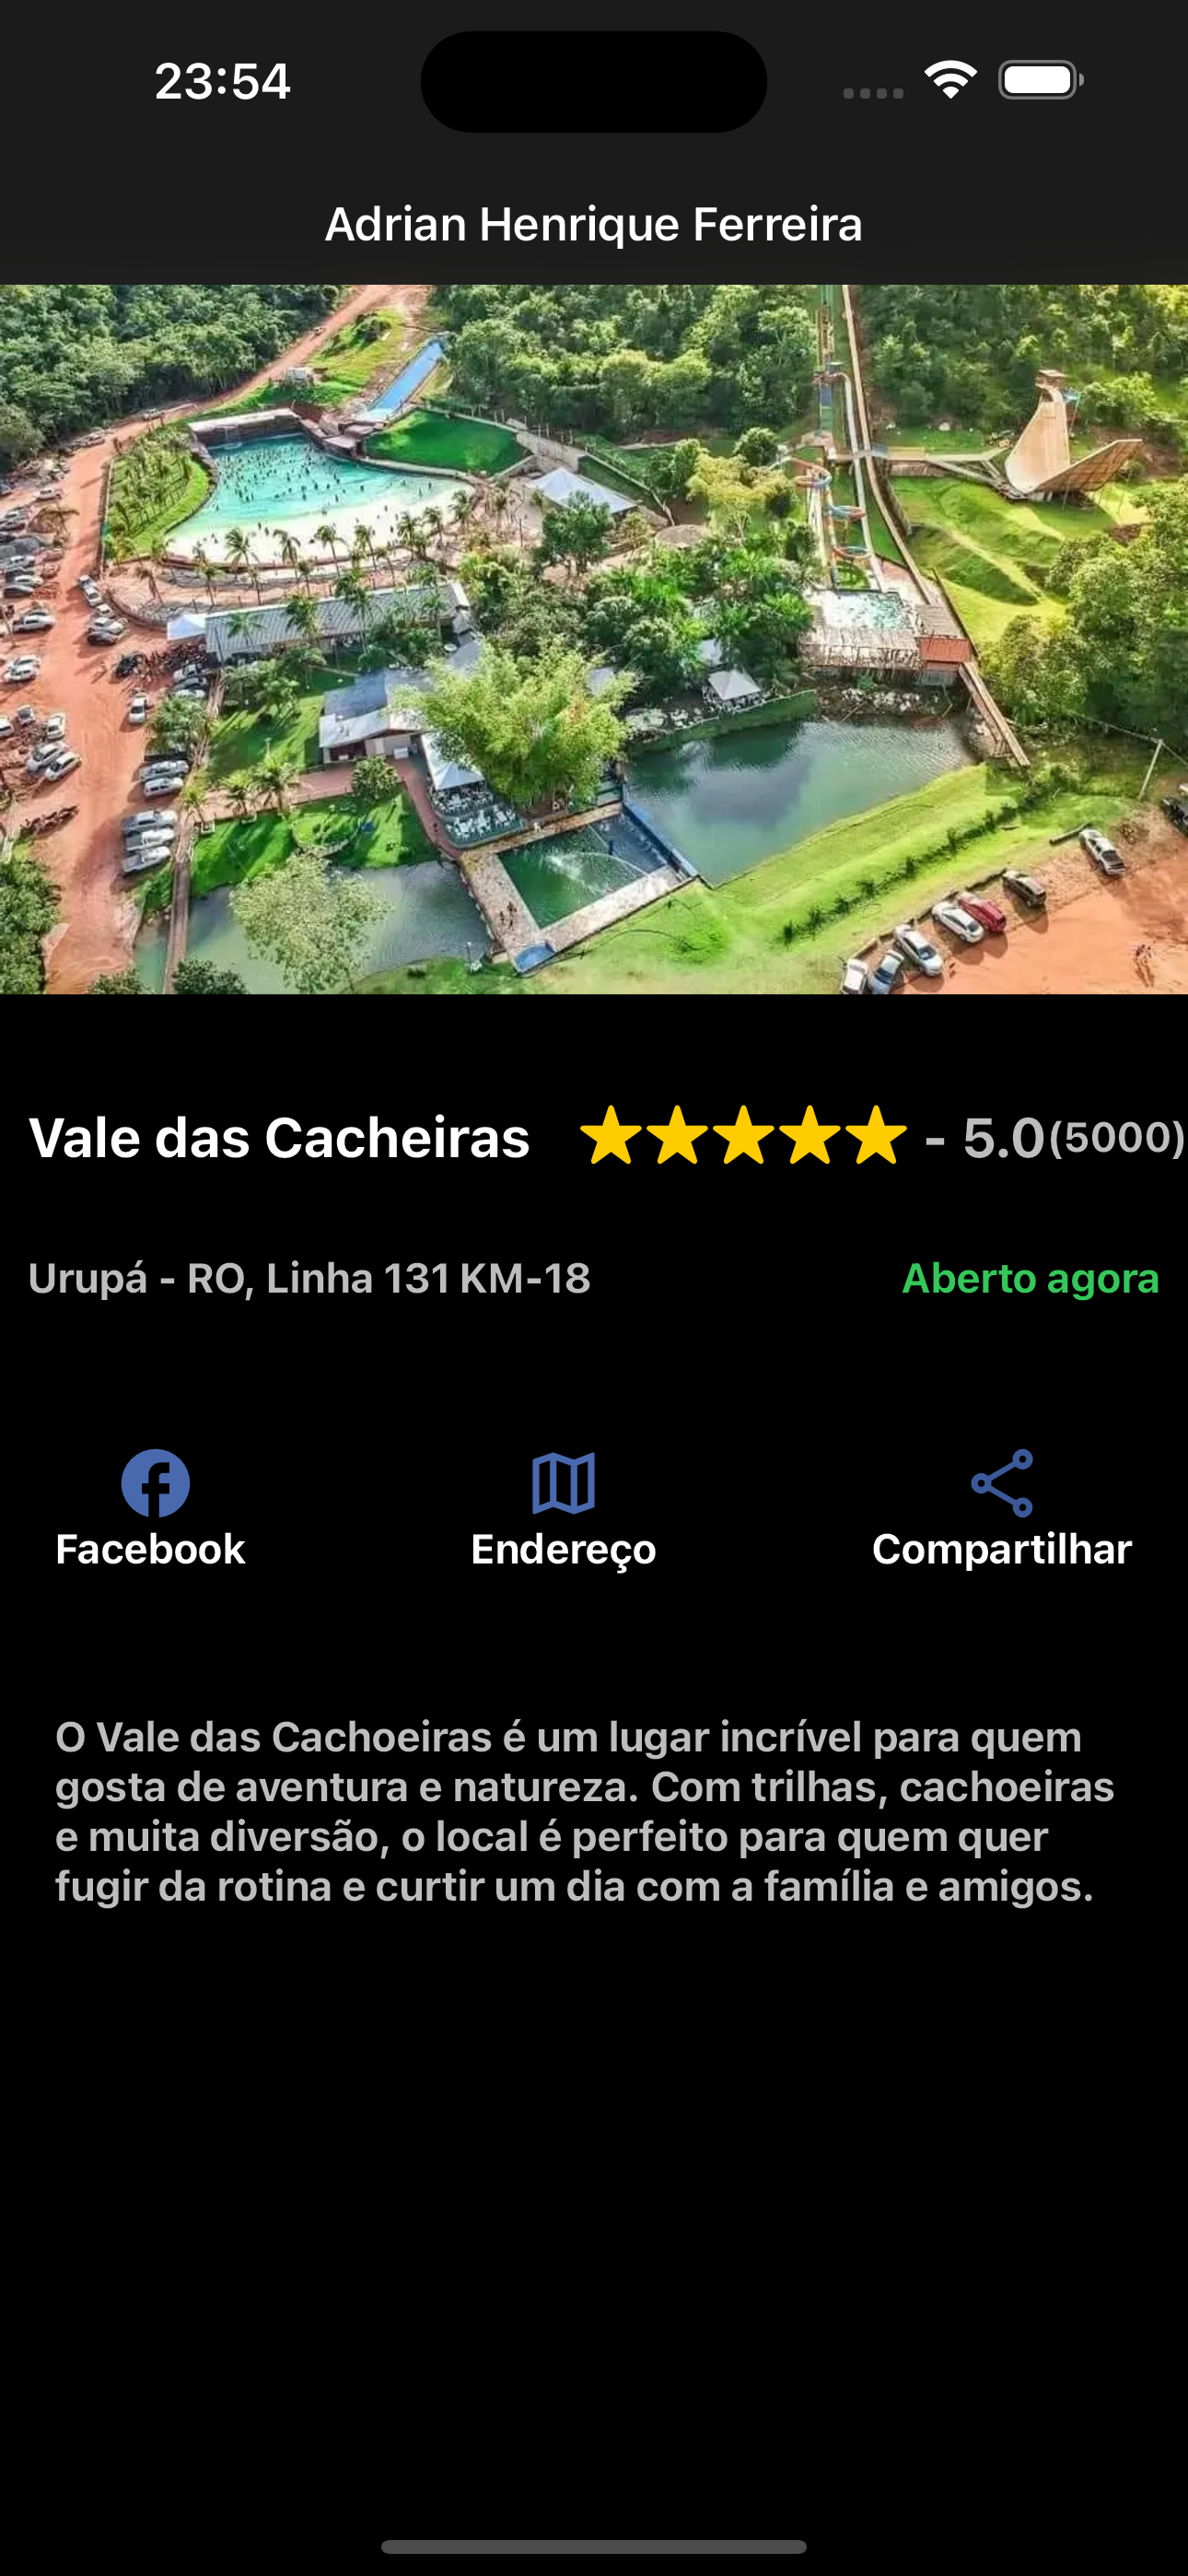 23:54
Adrian Henrique Ferreira
Vale das Cacheiras - 5.0(5000)
Urupá - RO, Linha 131 KM-18 Aberto agora
Facebook Endereço Compartilhar
O Vale das Cachoeiras é um lugar incrível para quem
gosta de aventura e natureza. Com trilhas, cachoeiras
e muita diversão, o local é perfeito para quem quer
fugir da rotina e curtir um dia com a família e amigos.